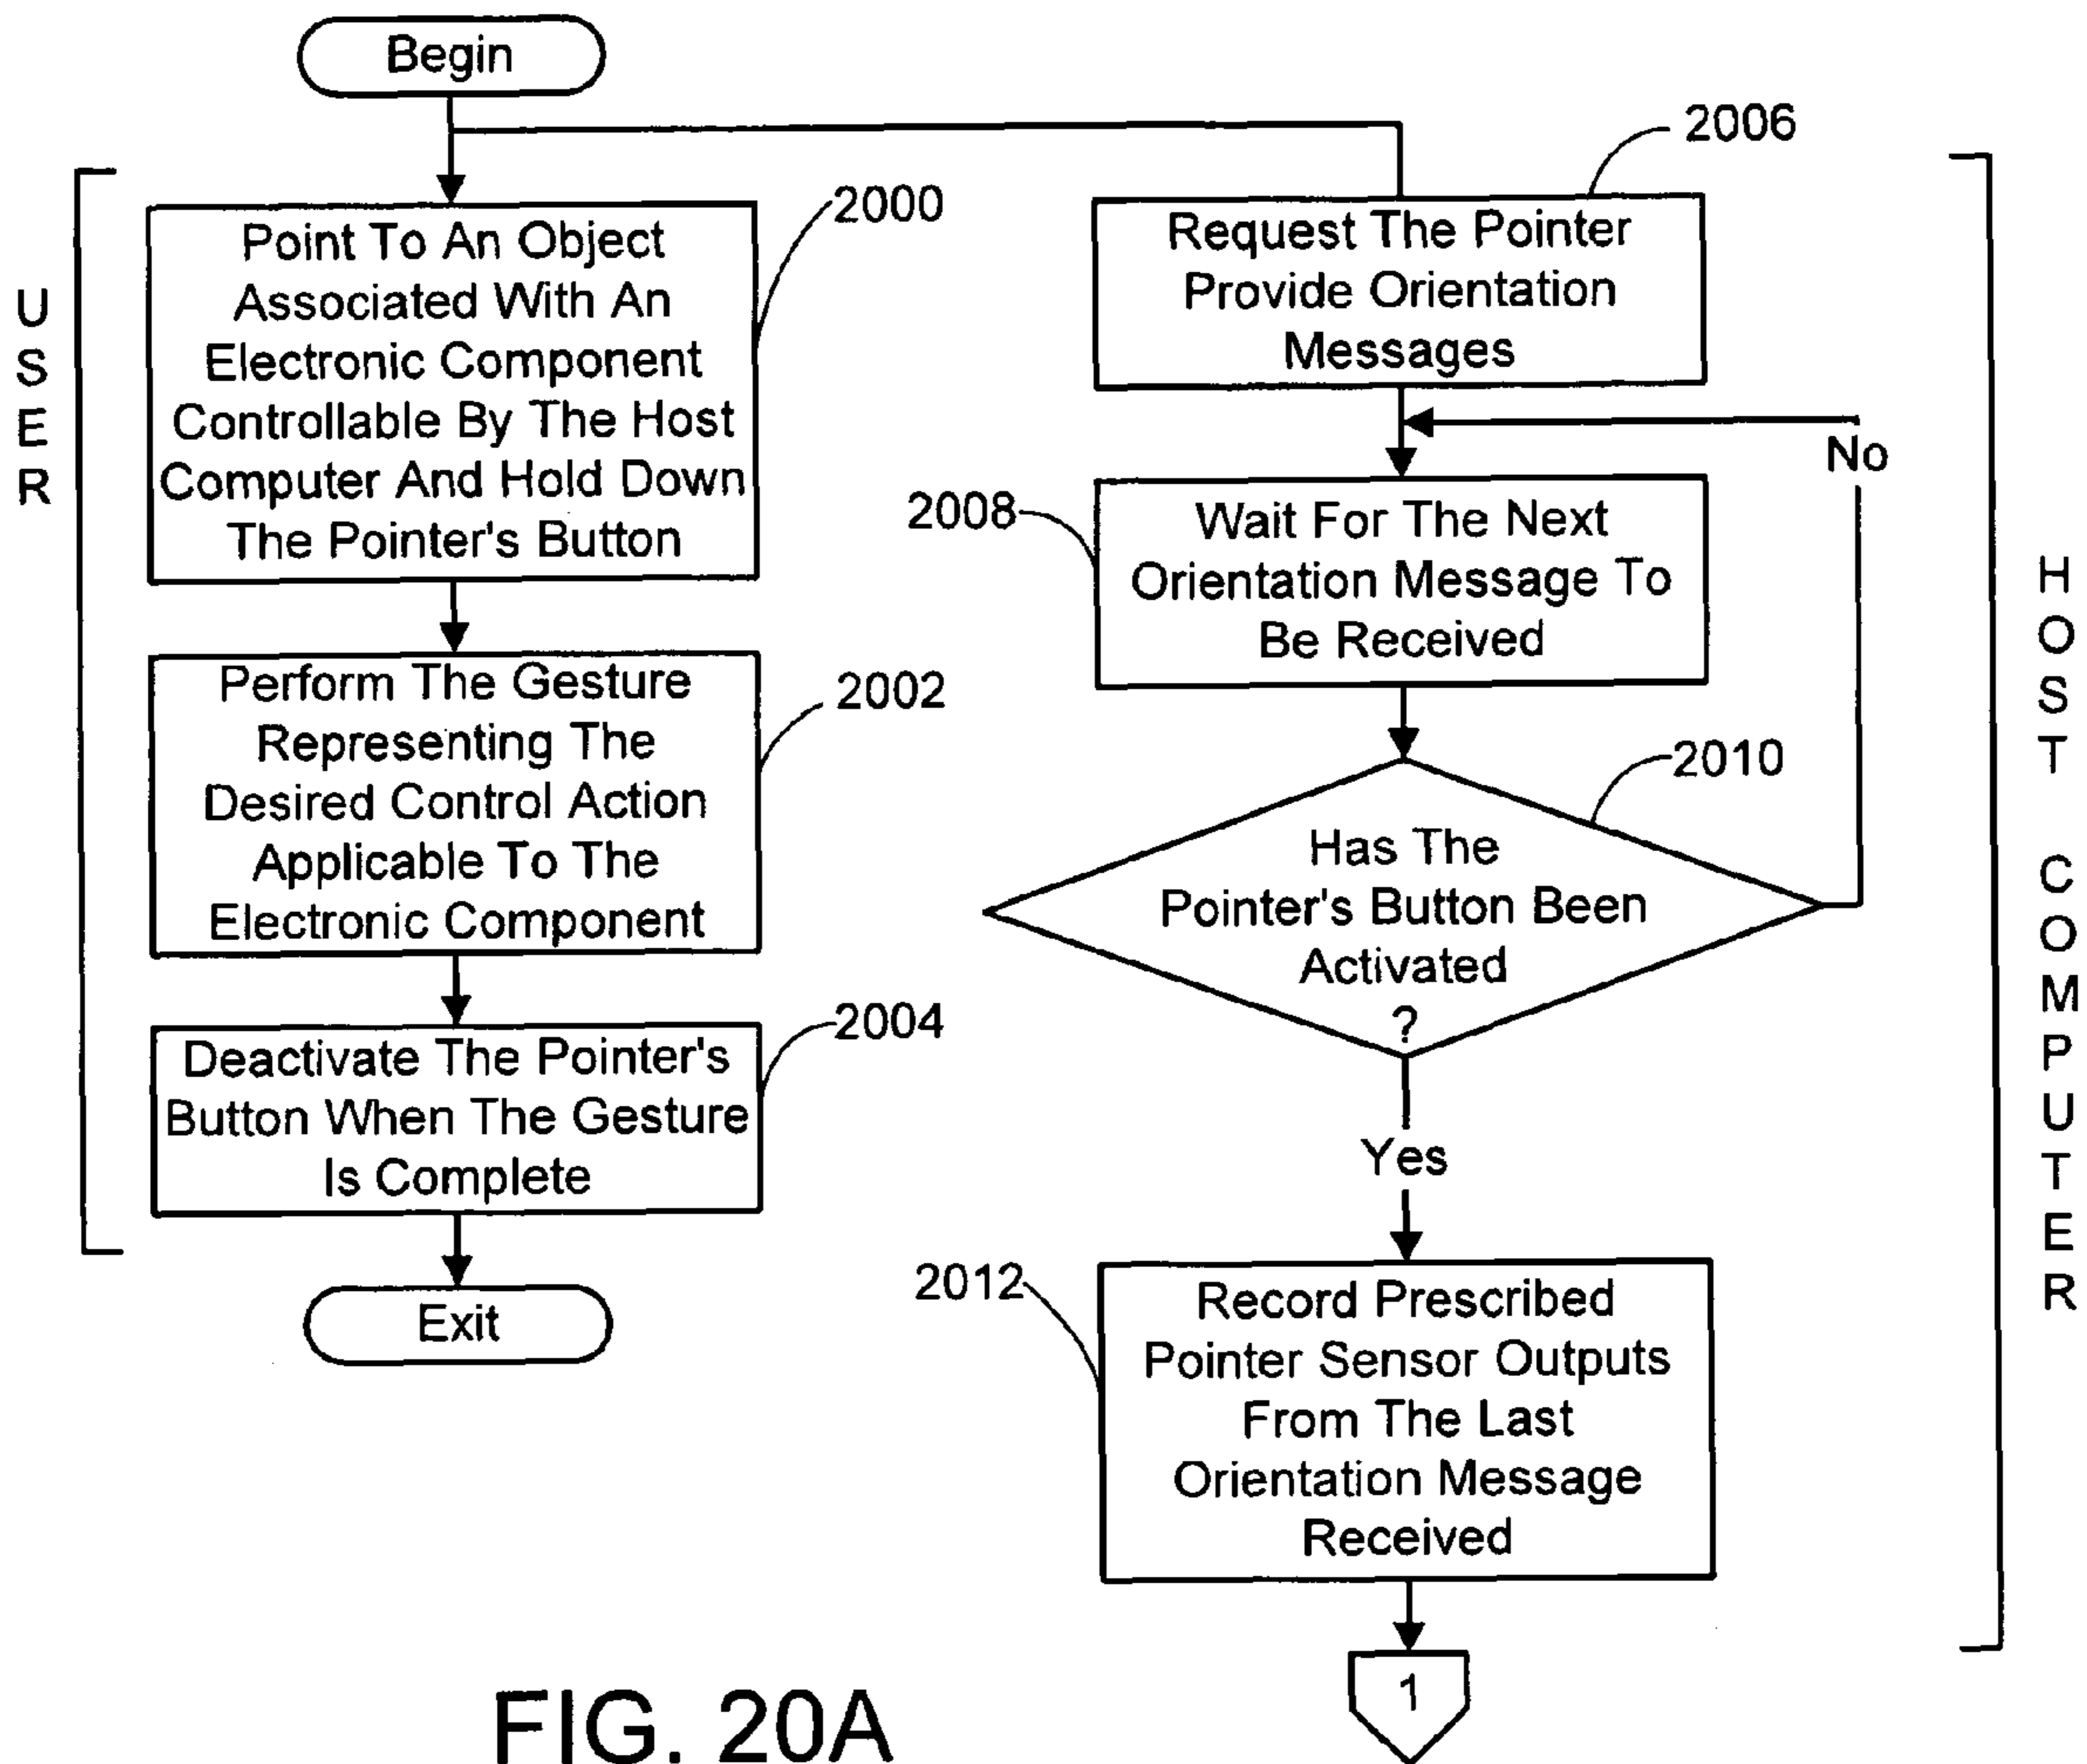 Begin
USER
2000
Point To An Object
Associated With An
Electronic Component
Controllable By The Host
Computer And Hold Down
The Pointer's Button
2002
Perform The Gesture
Representing The
Desired Control Action
Applicable To The
Electronic Component
2004
Deactivate The Pointer's
Button When The Gesture
Is Complete
Exit
2006
Request The Pointer
Provide Orientation
Messages
No
2008
Wait For The Next
Orientation Message To
Be Received
2010
Has The
Pointer's Button Been
Activated
?
Yes
2012
Record Prescribed
Pointer Sensor Outputs
From The Last
Orientation Message
Received
1
HOST COMPUTER
FIG. 20A